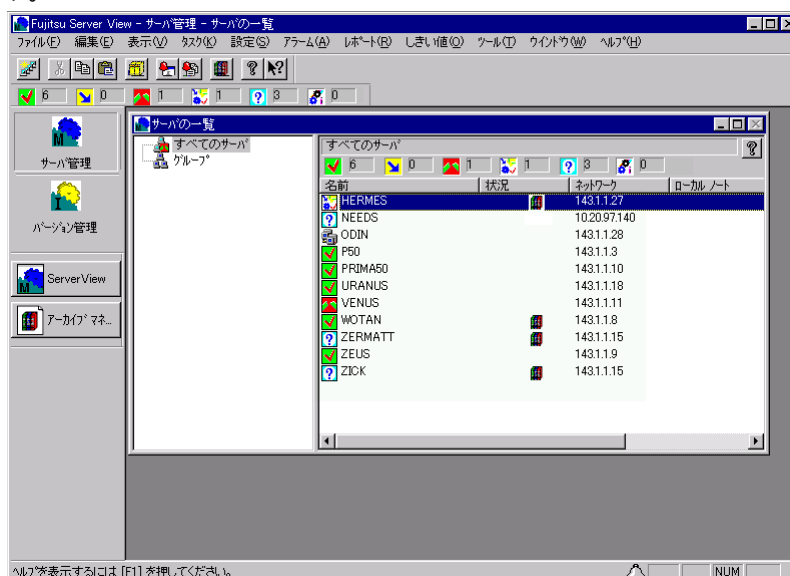 Fujitsu Server View - サーバ管理 - サーバの一覧
ファイル(F) 編集(E) 表示(V) タスク(K) 設定(S) アラーム(A) レポート(R) しきい値(O) ツール(T) ウインドウ(W) ヘルプ(H)
6 0 1 1 3 0
サーバの一覧
サーバ管理
バージョン管理
ServerView
アーカイブ マネ...
すべてのサーバ
グループ
すべてのサーバ
6 0 1 1 3 0
名前 状況 ネットワーク ローカル ノート
HERMES 143.1.1.27
NEEDS 10.20.97.140
ODIN 143.1.1.28
P50 143.1.1.3
PRIMA50 143.1.1.10
URANUS 143.1.1.18
VENUS 143.1.1.11
WOTAN 143.1.1.8
ZERMATT 143.1.1.15
ZEUS 143.1.1.9
ZICK 143.1.1.15
ヘルプを表示するには [F1] を押してください。 NUM